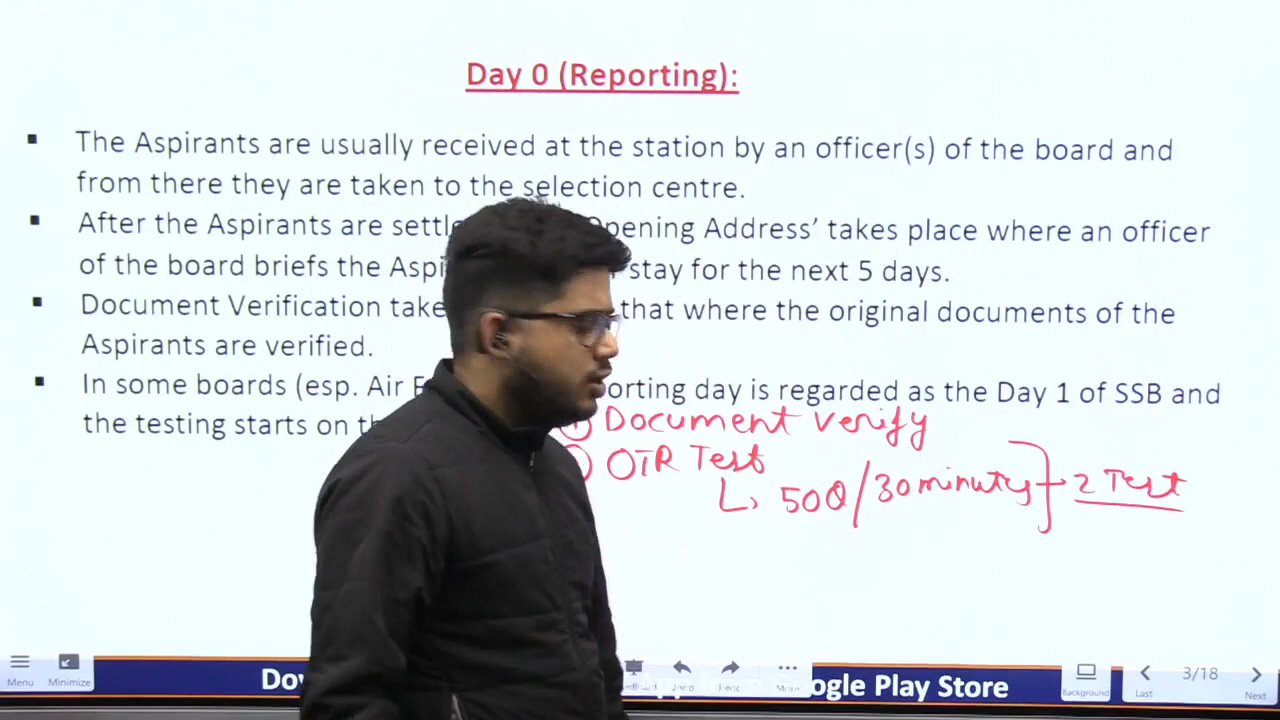 Day 0 (Reporting):
▪ The Aspirants are usually received at the station by an officer(s) of the board and
from there they are taken to the selection centre.
▪ After the Aspirants are settle pening Address’ takes place where an officer
of the board briefs the Aspi stay for the next 5 days.
▪ Document Verification take that where the original documents of the
Aspirants are verified.
▪ In some boards (esp. Air F orting day is regarded as the Day 1 of SSB and
the testing starts on th
Document verify
OIR Test
50Q/30 minutes 2 Test
Menu Minimize
More
Background
3/18
Last Next
ogle Play Store